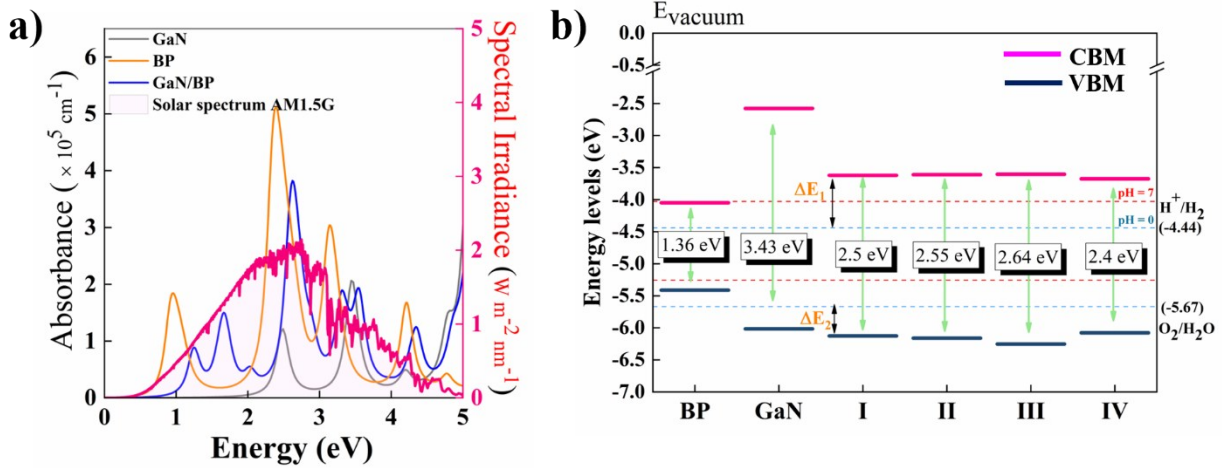 a)
GaN
BP
GaN/BP
Solar spectrum AM1.5G
Absorbance ( × 10⁵ cm⁻¹)
6
5
4
3
2
1
0
Spectral Irradiance ( W m⁻² nm⁻¹)
5
4
3
2
1
0
0 1 2 3 4 5
Energy (eV)
b)
Evacuum
CBM
VBM
Energy levels (eV)
0.0
-0.5
-2.5
-3.5
-4.0
-4.5
-5.0
-5.5
-6.0
-6.5
-7.0
ΔE₁
ΔE₂
pH = 7
pH = 0
H⁺/H₂
(-4.44)
1.36 eV 3.43 eV 2.5 eV 2.55 eV 2.64 eV 2.4 eV
(-5.67)
O₂/H₂O
BP GaN I II III IV